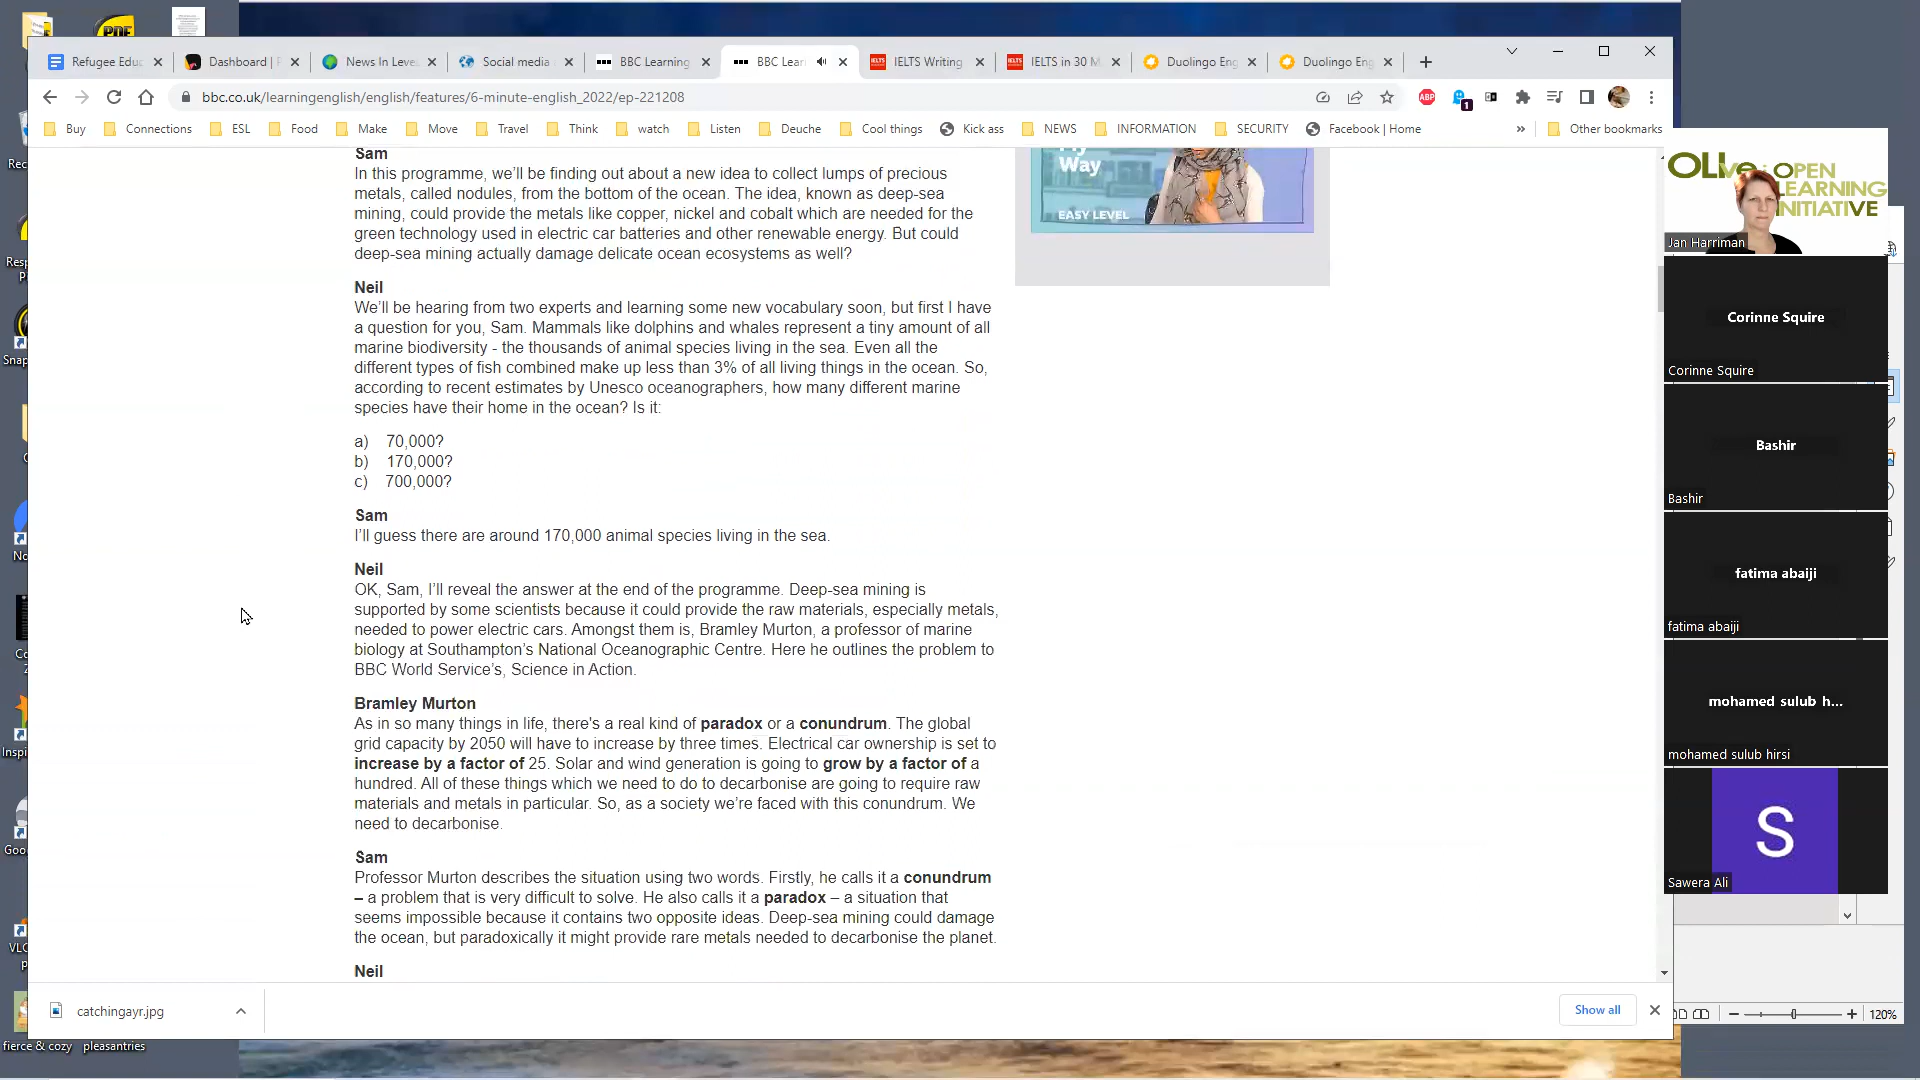 PDF
Refugee Educ
Dashboard |
News In Leve
Social media
BBC Learning
BBC Lear
IELTS Writing
IELTS in 30 M
Duolingo Eng
Duolingo Eng
bbc.co.uk/learningenglish/english/features/6-minute-english_2022/ep-221208
ABP
1
Buy
Connections
ESL
Food
Make
Move
Travel
Think
watch
Listen
Deuche
Cool things
Kick ass
NEWS
INFORMATION
SECURITY
Facebook | Home
»
Other bookmarks
Sam
In this programme, we’ll be finding out about a new idea to collect lumps of precious
metals, called nodules, from the bottom of the ocean. The idea, known as deep-sea
mining, could provide the metals like copper, nickel and cobalt which are needed for the
green technology used in electric car batteries and other renewable energy. But could
deep-sea mining actually damage delicate ocean ecosystems as well?
Neil
We’ll be hearing from two experts and learning some new vocabulary soon, but first I have
a question for you, Sam. Mammals like dolphins and whales represent a tiny amount of all
marine biodiversity - the thousands of animal species living in the sea. Even all the
different types of fish combined make up less than 3% of all living things in the ocean. So,
according to recent estimates by Unesco oceanographers, how many different marine
species have their home in the ocean? Is it:
a) 70,000?
b) 170,000?
c) 700,000?
Sam
I’ll guess there are around 170,000 animal species living in the sea.
Neil
OK, Sam, I’ll reveal the answer at the end of the programme. Deep-sea mining is
supported by some scientists because it could provide the raw materials, especially metals,
needed to power electric cars. Amongst them is, Bramley Murton, a professor of marine
biology at Southampton’s National Oceanographic Centre. Here he outlines the problem to
BBC World Service’s, Science in Action.
Bramley Murton
As in so many things in life, there's a real kind of paradox or a conundrum. The global
grid capacity by 2050 will have to increase by three times. Electrical car ownership is set to
increase by a factor of 25. Solar and wind generation is going to grow by a factor of a
hundred. All of these things which we need to do to decarbonise are going to require raw
materials and metals in particular. So, as a society we’re faced with this conundrum. We
need to decarbonise.
Sam
Professor Murton describes the situation using two words. Firstly, he calls it a conundrum
– a problem that is very difficult to solve. He also calls it a paradox – a situation that
seems impossible because it contains two opposite ideas. Deep-sea mining could damage
the ocean, but paradoxically it might provide rare metals needed to decarbonise the planet.
Neil
My
Way
EASY LEVEL
OLIve
OPEN
LEARNING
INITIATIVE
Jan Harriman
Corinne Squire
Corinne Squire
Bashir
Bashir
fatima abaiji
fatima abaiji
mohamed sulub h...
mohamed sulub hirsi
S
Sawera Ali
Rec
Resp
P
Snap
No
Co
Z
Inspi
Goo
VLC
p
catchingayr.jpg
Show all
120%
fierce & cozy
pleasantries